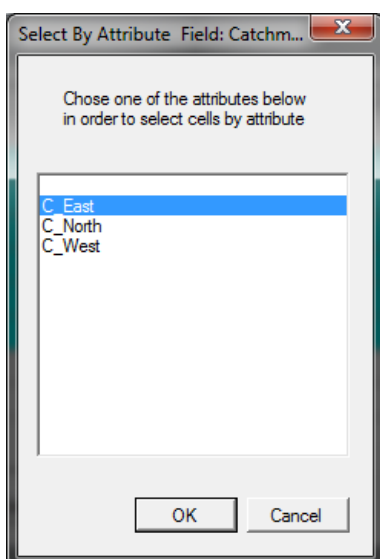 Select By Attribute  Field: Catchm...
Chose one of the attributes below
in order to select cells by attribute
C_East
C_North
C_West
OK
Cancel